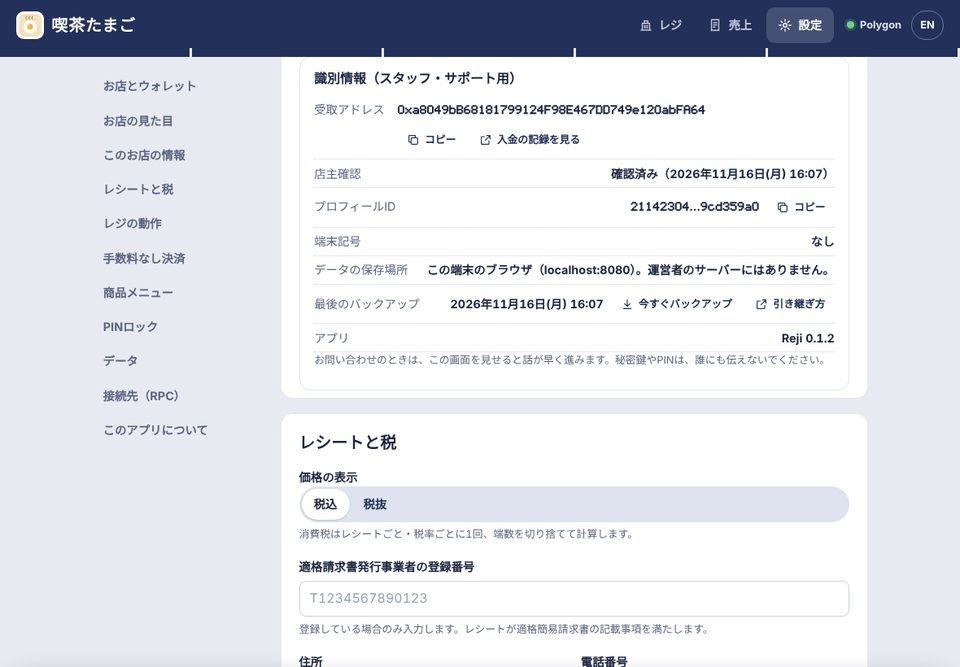 喫茶たまご
レジ
売上
設定
Polygon
EN
お店とウォレット
お店の見た目
このお店の情報
レシートと税
レジの動作
手数料なし決済
商品メニュー
PINロック
データ
接続先（RPC）
このアプリについて
識別情報（スタッフ・サポート用）
受取アドレス 0xa8049bB68181799124F98E467DD749e120abFA64
コピー 入金の記録を見る
店主確認 確認済み（2026年11月16日(月) 16:07）
プロフィールID 21142304...9cd359a0 コピー
端末記号 なし
データの保存場所 この端末のブラウザ（localhost:8080）。運営者のサーバーにはありません。
最後のバックアップ 2026年11月16日(月) 16:07 今すぐバックアップ 引き継ぎ方
アプリ Reji 0.1.2
お問い合わせのときは、この画面を見せると話が早く進みます。秘密鍵やPINは、誰にも伝えないでください。
レシートと税
価格の表示
税込 税抜
消費税はレシートごと・税率ごとに1回、端数を切り捨てて計算します。
適格請求書発行事業者の登録番号
T1234567890123
登録している場合のみ入力します。レシートが適格簡易請求書の記載事項を満たします。
住所 電話番号